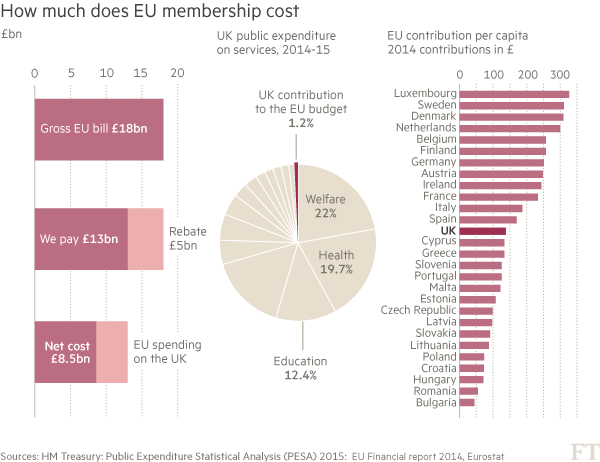 How much does EU membership cost
£bn
0 5 10 15 20
Gross EU bill £18bn
We pay £13bn
Rebate
£5bn
Net cost
£8.5bn
EU spending
on the UK
UK public expenditure
on services, 2014-15
UK contribution
to the EU budget
1.2%
Welfare
22%
Health
19.7%
Education
12.4%
EU contribution per capita
2014 contributions in £
0 100 200 300
Luxembourg
Sweden
Denmark
Netherlands
Belgium
Finland
Germany
Austria
Ireland
France
Italy
Spain
UK
Cyprus
Greece
Slovenia
Portugal
Malta
Estonia
Czech Republic
Latvia
Slovakia
Lithuania
Poland
Croatia
Hungary
Romania
Bulgaria
Sources: HM Treasury: Public Expenditure Statistical Analysis (PESA) 2015: EU Financial report 2014, Eurostat
FT